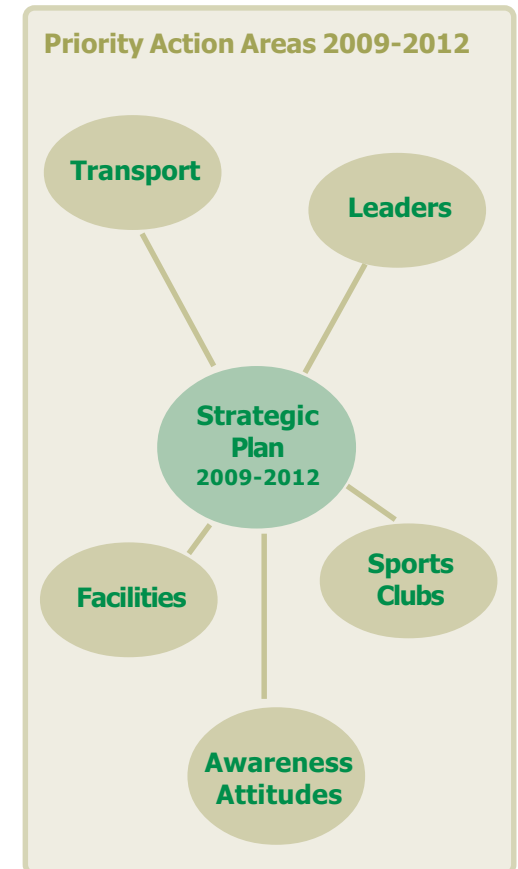 Priority Action Areas 2009-2012
Transport
Leaders
Strategic
Plan
2009-2012
Facilities
Sports
Clubs
Awareness
Attitudes